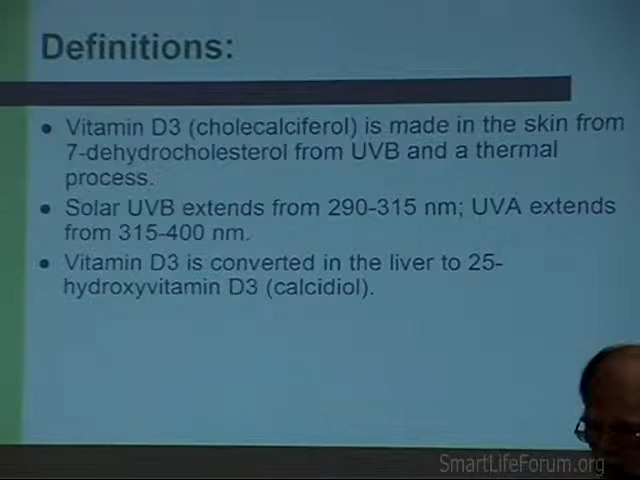 Definitions:
• Vitamin D3 (cholecalciferol) is made in the skin from
7-dehydrocholesterol from UVB and a thermal
process.
• Solar UVB extends from 290-315 nm; UVA extends
from 315-400 nm.
• Vitamin D3 is converted in the liver to 25-
hydroxyvitamin D3 (calcidiol).
SmartLifeForum.org